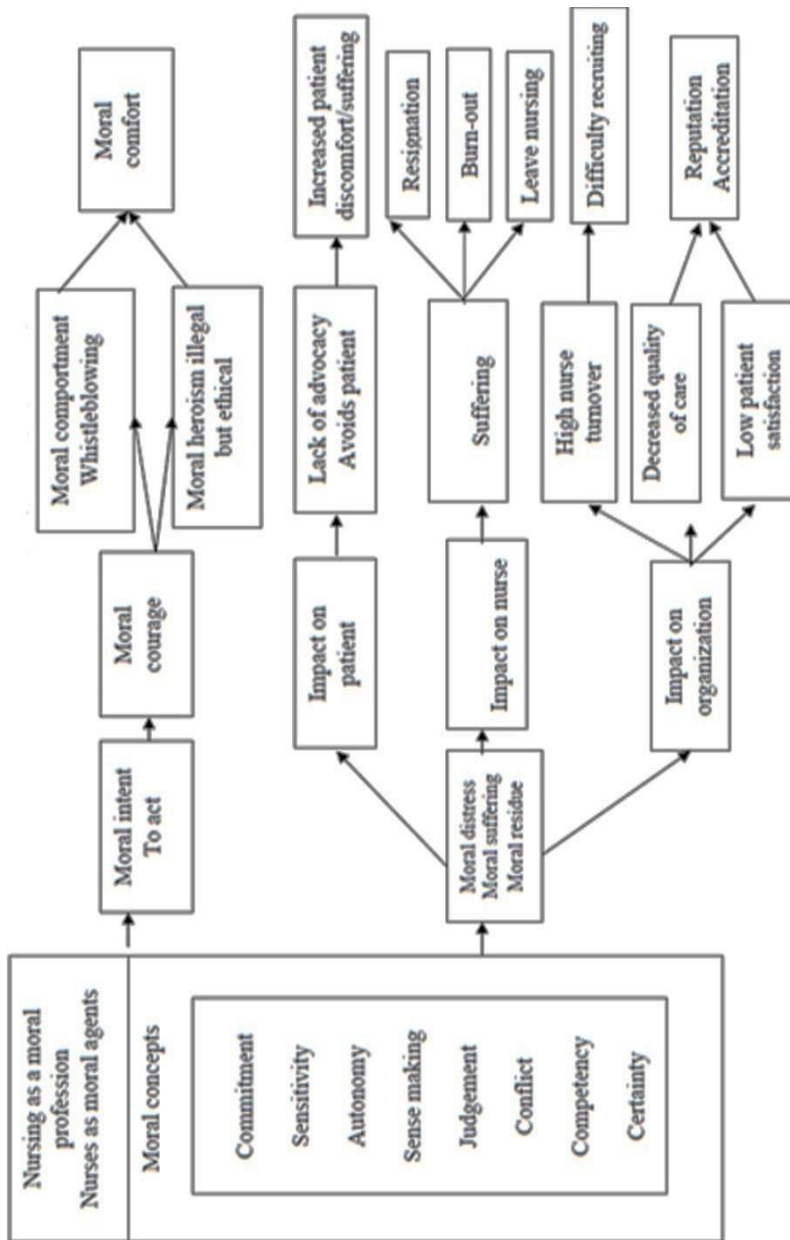 Nursing as a moral
profession
Nurses as moral agents
Moral concepts
Commitment
Sensitivity
Autonomy
Sense making
Judgement
Conflict
Competency
Certainty
Moral intent
To act
Moral
courage
Moral comportment
Whistleblowing
Moral heroism illegal
but ethical
Moral
comfort
Moral distress
Moral suffering
Moral residue
Impact on
patient
Lack of advocacy
Avoids patient
Increased patient
discomfort/suffering
Impact on nurse
Suffering
Resignation
Burn-out
Leave nursing
Impact on
organization
High nurse
turnover
Difficulty recruiting
Decreased quality
of care
Low patient
satisfaction
Reputation
Accreditation